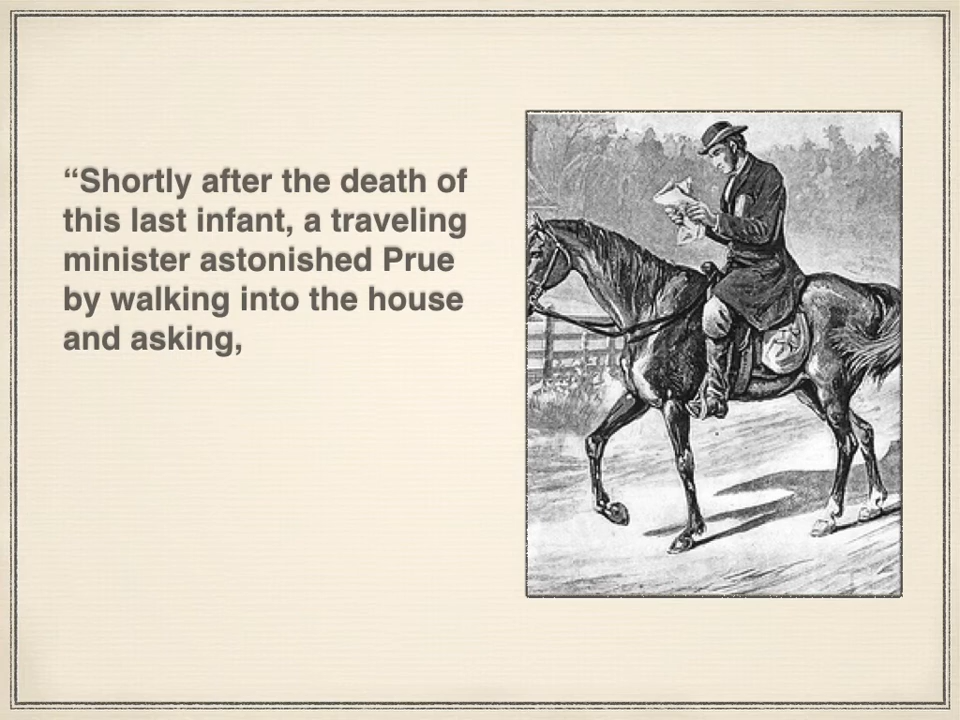 “Shortly after the death of
this last infant, a traveling
minister astonished Prue
by walking into the house
and asking,